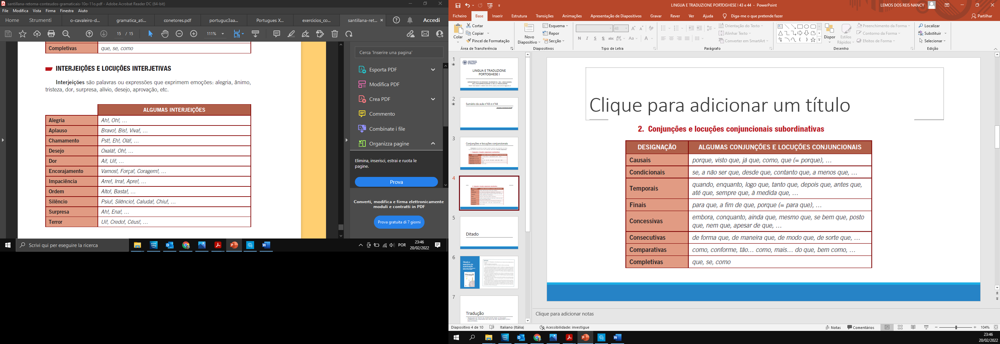 santillana-retoma-conteudos-gramaticais-10o-11o.pdf - Adobe Acrobat Reader DC (64-bit)
File Modifica Vista Firma Finestra Aiuto
Home Strumenti o-cavaleiro-d... gramatica_ati... conetores.pdf portuguc3aa... Portugues X... exercicios_co... santillana-ret... Accedi
15 / 15 111%
Completivas que, se, como
INTERJEIÇÕES E LOCUÇÕES INTERJETIVAS
Interjeições são palavras ou expressões que exprimem emoções: alegria, ânimo,
tristeza, dor, surpresa, alívio, desejo, aprovação, etc.
ALGUMAS INTERJEIÇÕES
Alegria Ah!, Oh!, ...
Aplauso Bravo!, Bis!, Viva!, ...
Chamamento Pst!, Eh!, Olá!, ...
Desejo Oxalá!, Oh!, ...
Dor Ai!, Ui!, ...
Encorajamento Vamos!, Força!, Coragem!, ...
Impaciência Arre!, Irra!, Apre!, ...
Ordem Alto!, Basta!, ...
Silêncio Psiu!, Silêncio!, Caluda!, Chiu!, ...
Surpresa Ah!, Ena!, ...
Terror Ui!, Credo!, Céus!, ...
Cerca 'Inserire una pagina'
Esporta PDF
Modifica PDF
Crea PDF
Commento
Combinate i file
Organizza pagine
Elimina, inserisci, estrai e ruota le
pagine.
Prova
Converti, modifica e firma elettronicamente
moduli e contratti in PDF
Prova gratuita di 7 giorni
Scrivi qui per eseguire la ricerca
POR
23:46
20/02/2022
LINGUA E TRADUZIONE PORTOGHESE I 43 e 44 - PowerPoint
LEMOS DOS REIS NANCY
Ficheiro Base Inserir Estrutura Transições Animações Apresentação de Diapositivos Gravar Rever Ver Ajuda Diga-me o que pretende fazer Partilhar
Colar
Cortar
Copiar
Pincel de Formatação
Área de Transferência
Novo
Diapositivo
Esquema
Repor
Secção
Diapositivos
48
N I S S abc AV Aa A
Tipo de Letra
Orientação do Texto
Alinhar Texto
Converter em SmartArt
Parágrafo
Dispor
Estilos
Rápidos
Preenchimento da Forma
Contorno da Forma
Efeitos de Forma
Desenho
Localizar
Substituir
Selecionar
Edição
1
UNIVERSITÀ
DEGLI STUDI
DI TRIESTE
LINGUA E TRADUZIONE
PORTOGHESE I
2
Sumário da aula nº43 e nº44
3
Conjunções e locuções conjuncionais
4
5
Ditado
6
Ditado e
exercício de
acentuação
7
Tradução
Clique para adicionar um título
2. Conjunções e locuções conjuncionais subordinativas
DESIGNAÇÃO ALGUMAS CONJUNÇÕES E LOCUÇÕES CONJUNCIONAIS
Causais porque, visto que, já que, como, que (= porque), ...
Condicionais se, a não ser que, desde que, contanto que, a menos que, ...
Temporais quando, enquanto, logo que, tanto que, depois que, antes que,
até que, sempre que, à medida que, ...
Finais para que, a fim de que, porque (= para que), ...
Concessivas embora, conquanto, ainda que, mesmo que, se bem que, posto
que, nem que, apesar de que, ...
Consecutivas de forma que, de maneira que, de modo que, de sorte que, ...
Comparativas como, conforme, tão... como, mais... do que, bem como, ...
Completivas que, se, como
Clique para adicionar notas
Diapositivo 4 de 10 Italiano (Itália) Acessibilidade: investigue Notas Comentários 104%
23:46
20/02/2022